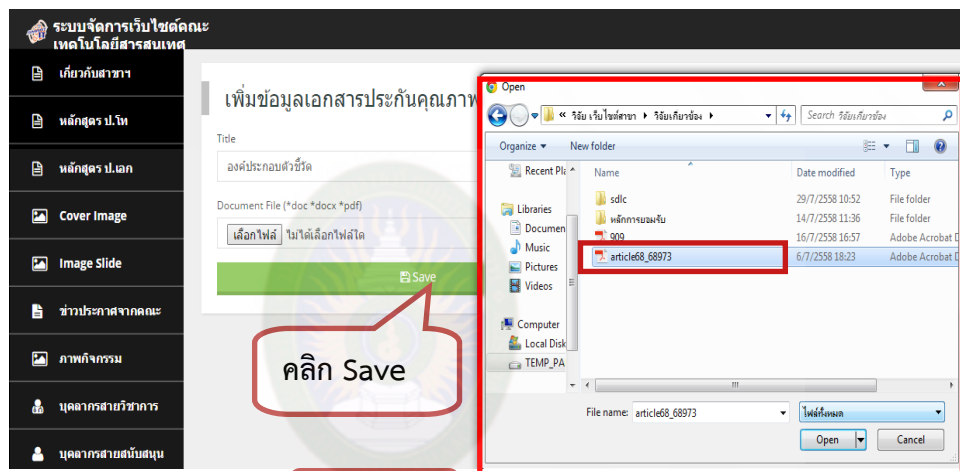 ระบบจัดการเว็บไซต์คณะ
เทคโนโลยีสารสนเทศ
เกี่ยวกับสาขาฯ
หลักสูตร ป.โท
หลักสูตร ป.เอก
Cover Image
Image Slide
ข่าวประกาศจากคณะ
ภาพกิจกรรม
บุคลากรสายวิชาการ
บุคลากรสายสนับสนุน
เพิ่มข้อมูลเอกสารประกันคุณภาพ
Title
องค์ประกอบตัวชี้วัด
Document File (*doc *docx *pdf)
เลือกไฟล์ ไม่ได้เลือกไฟล์ใด
Save
คลิก Save
Open
« วิจัย เว็บไซต์สาขา วิจัยเกี่ยวข้อง
Search วิจัยเกี่ยวข้อง
Organize New folder
Recent Pla
Libraries
Documen
Music
Pictures
Videos
Computer
Local Disk
TEMP_PA
Name Date modified Type
sdlc 29/7/2558 10:52 File folder
หลักการยอมรับ 14/7/2558 11:36 File folder
909 16/7/2558 16:57 Adobe Acrobat D
article68_68973 6/7/2558 18:23 Adobe Acrobat D
File name: article68_68973 ไฟล์ทั้งหมด
Open Cancel